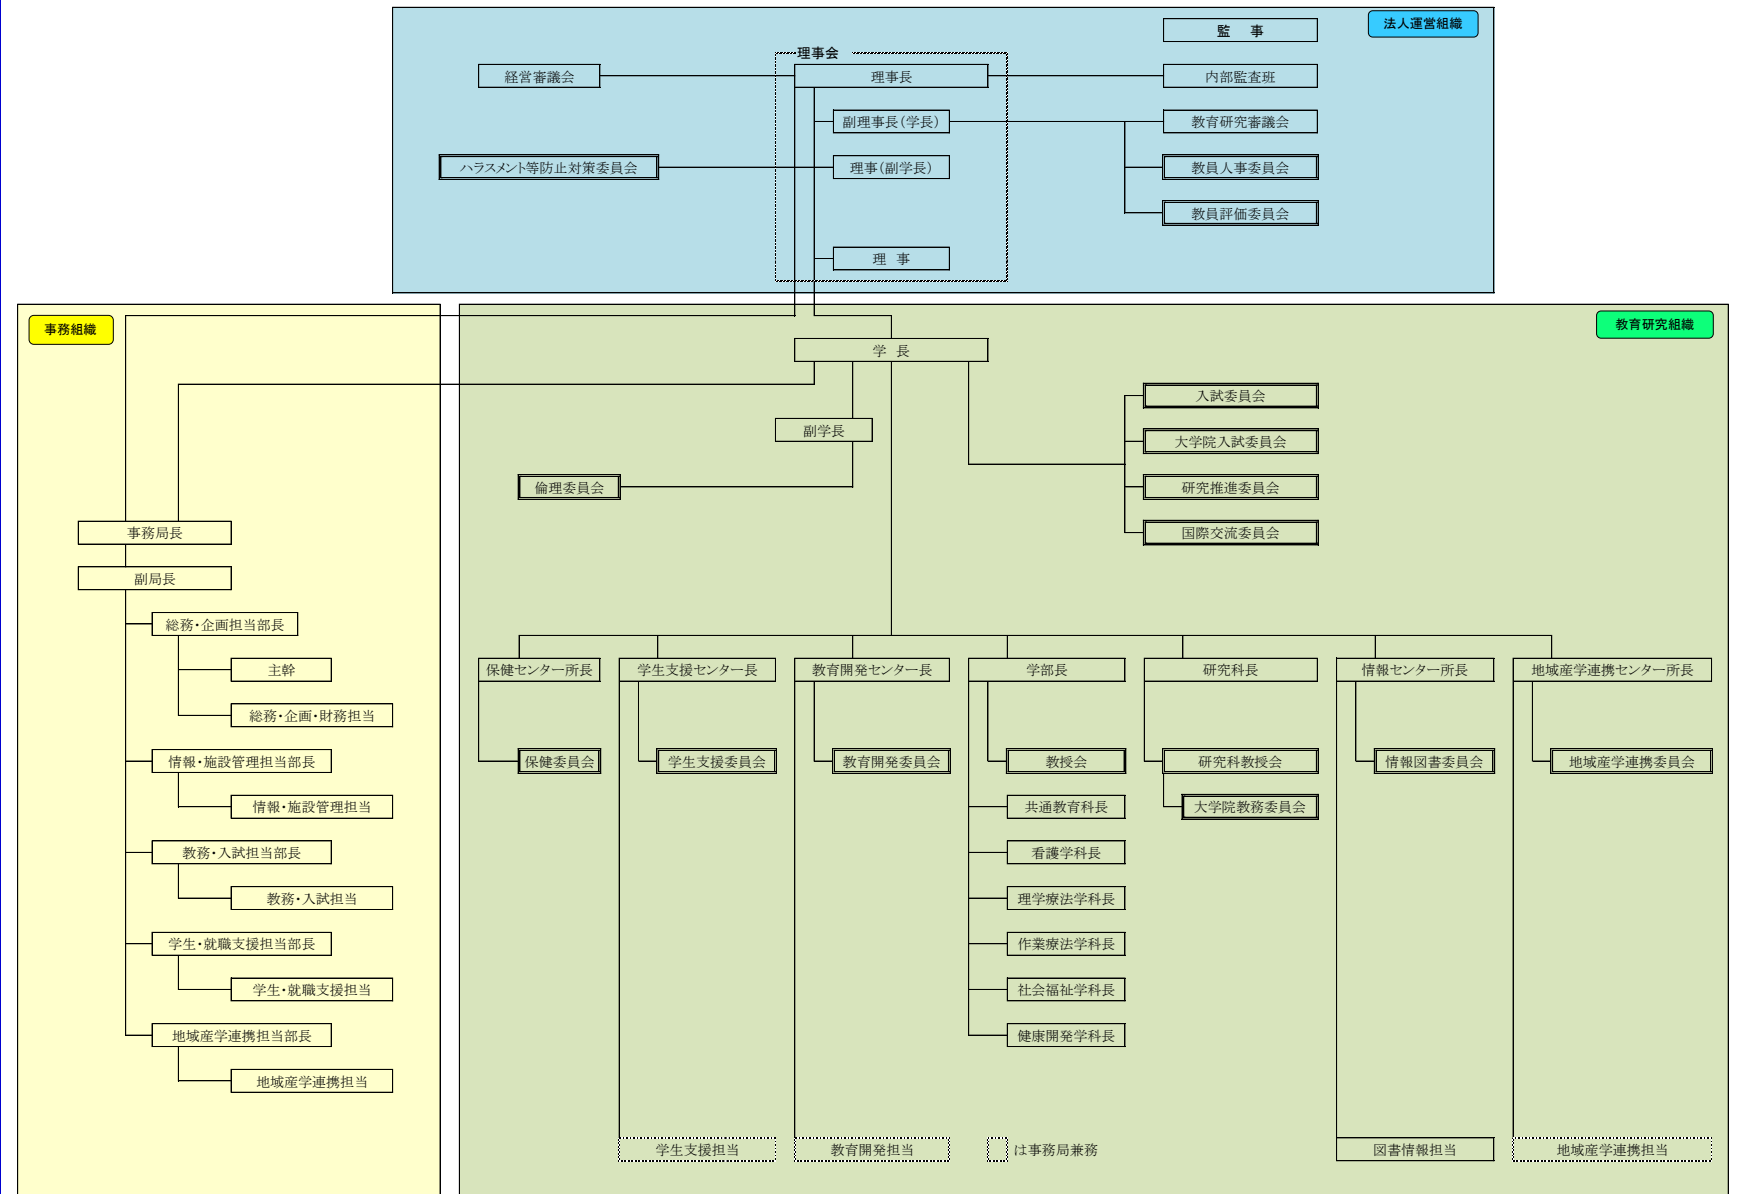 法人運営組織
監　事
理事会
経営審議会
理事長
内部監査班
副理事長(学長)
教育研究審議会
ハラスメント等防止対策委員会
理事(副学長)
教員人事委員会
教員評価委員会
理　事
事務組織
教育研究組織
学　長
入試委員会
副学長
大学院入試委員会
倫理委員会
研究推進委員会
国際交流委員会
事務局長
副局長
総務・企画担当部長
主幹
総務・企画・財務担当
情報・施設管理担当部長
情報・施設管理担当
教務・入試担当部長
教務・入試担当
学生・就職支援担当部長
学生・就職支援担当
地域産学連携担当部長
地域産学連携担当
保健センター所長
学生支援センター長
教育開発センター長
学部長
研究科長
情報センター所長
地域産学連携センター所長
保健委員会
学生支援委員会
教育開発委員会
教授会
研究科教授会
情報図書委員会
地域産学連携委員会
共通教育科長
大学院教務委員会
看護学科長
理学療法学科長
作業療法学科長
社会福祉学科長
健康開発学科長
学生支援担当
教育開発担当
は事務局兼務
図書情報担当
地域産学連携担当